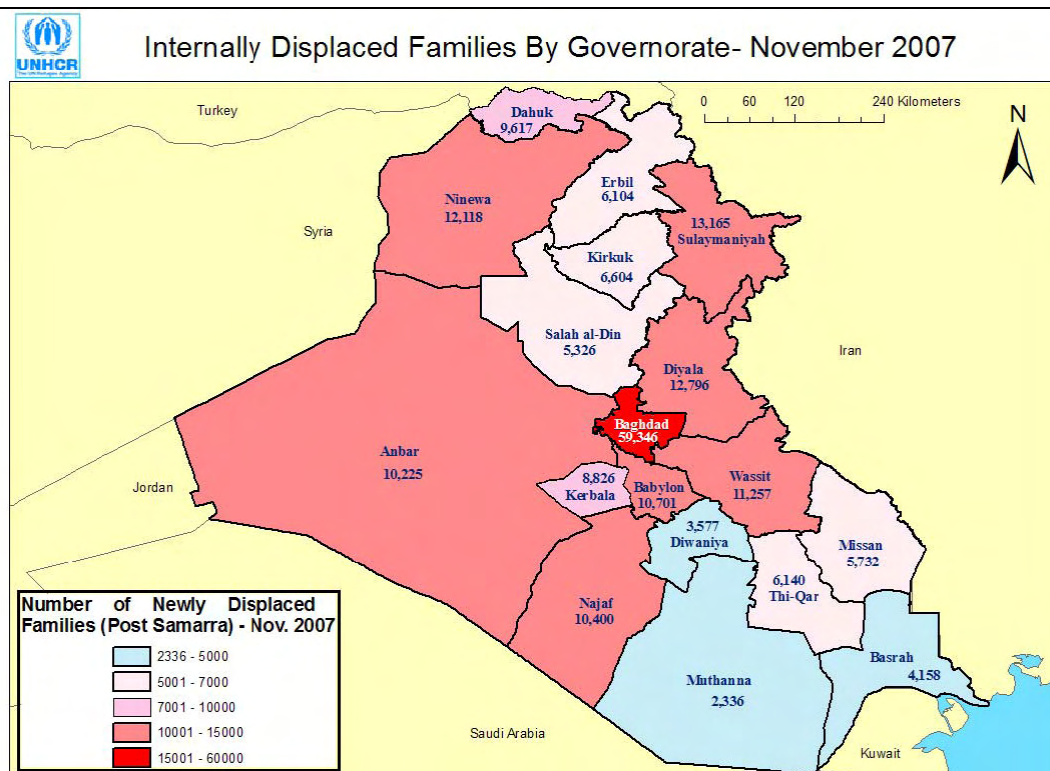 UNHCR
The UN Refugee Agency
Internally Displaced Families By Governorate- November 2007
Turkey
Dahuk
9,617
0 60 120 240 Kilometers
N
Erbil
6,104
Ninewa
12,118
13,165
Sulaymaniyah
Syria
Kirkuk
6,604
Salah al-Din
5,326
Iran
Diyala
12,796
Baghdad
59,346
Anbar
10,225
Jordan
8,826
Kerbala
Babylon
10,701
Wassit
11,257
3,577
Diwaniya
Missan
5,732
6,140
Thi-Qar
Najaf
10,400
Basrah
4,158
Muthanna
2,336
Saudi Arabia
Kuwait
Number of Newly Displaced
Families (Post Samarra) - Nov. 2007
2336 - 5000
5001 - 7000
7001 - 10000
10001 - 15000
15001 - 60000